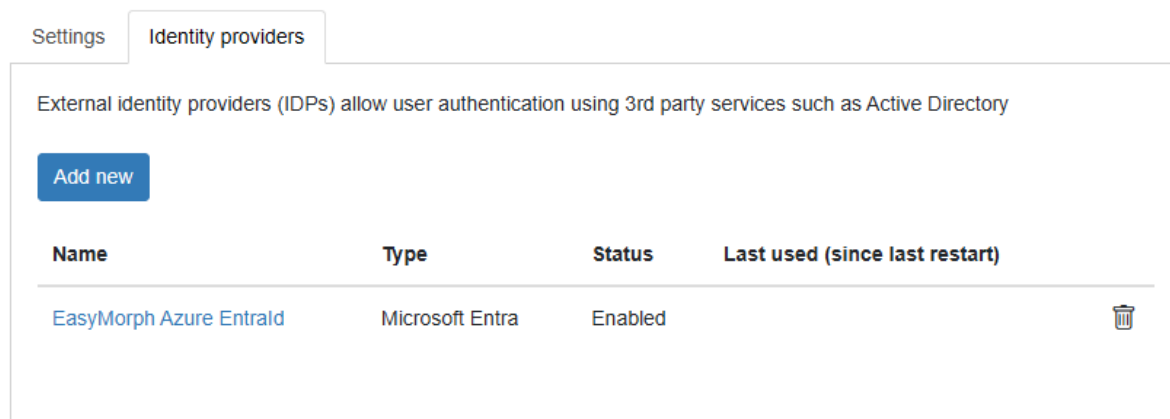 Settings Identity providers
External identity providers (IDPs) allow user authentication using 3rd party services such as Active Directory
Add new
Name Type Status Last used (since last restart)
EasyMorph Azure EntraId Microsoft Entra Enabled